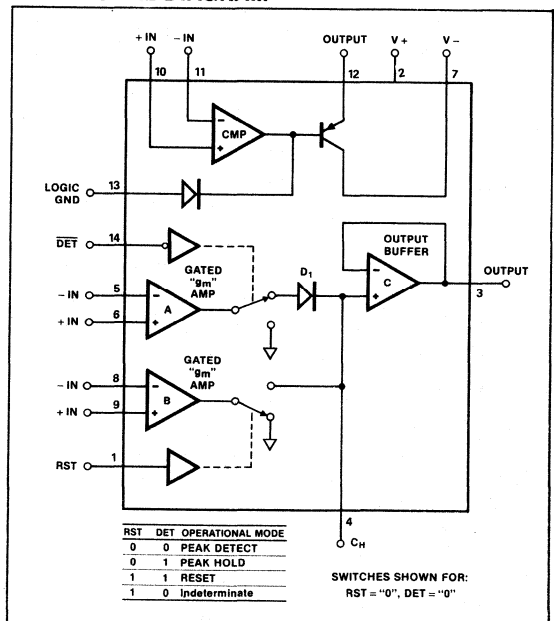 + IN
- IN
OUTPUT
V +
V -
10
11
12
2
7
-
+
CMP
LOGIC
GND
13
DET
14
GATED
"gm"
AMP
- IN
5
+ IN
6
-
+
A
D1
OUTPUT
BUFFER
-
+
C
OUTPUT
3
GATED
"gm"
AMP
- IN
8
+ IN
9
-
+
B
RST
1
4
CH
RST DET OPERATIONAL MODE
0 0 PEAK DETECT
0 1 PEAK HOLD
1 1 RESET
1 0 Indeterminate
SWITCHES SHOWN FOR:
RST = "0", DET = "0"